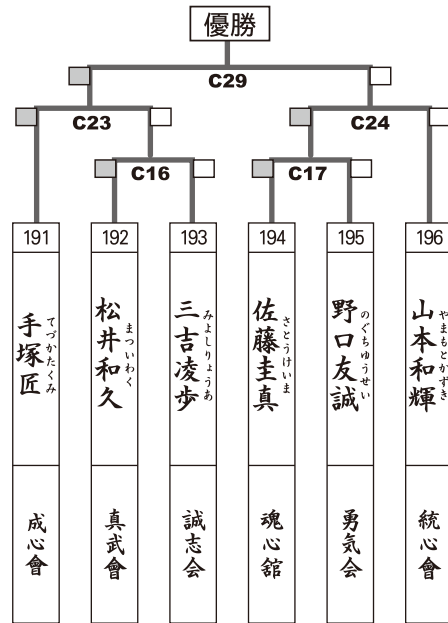 優勝
C29
C23
C24
C16
C17
191
192
193
194
195
196
手塚匠
てづかたくみ
松井和久
まついわく
三吉凌歩
みよしりょうあ
佐藤圭真
さとうけいま
野口友誠
のぐちゆうせい
山本和輝
やまもとかずき
成心會
真武會
誠志会
魂心舘
勇気会
統心會